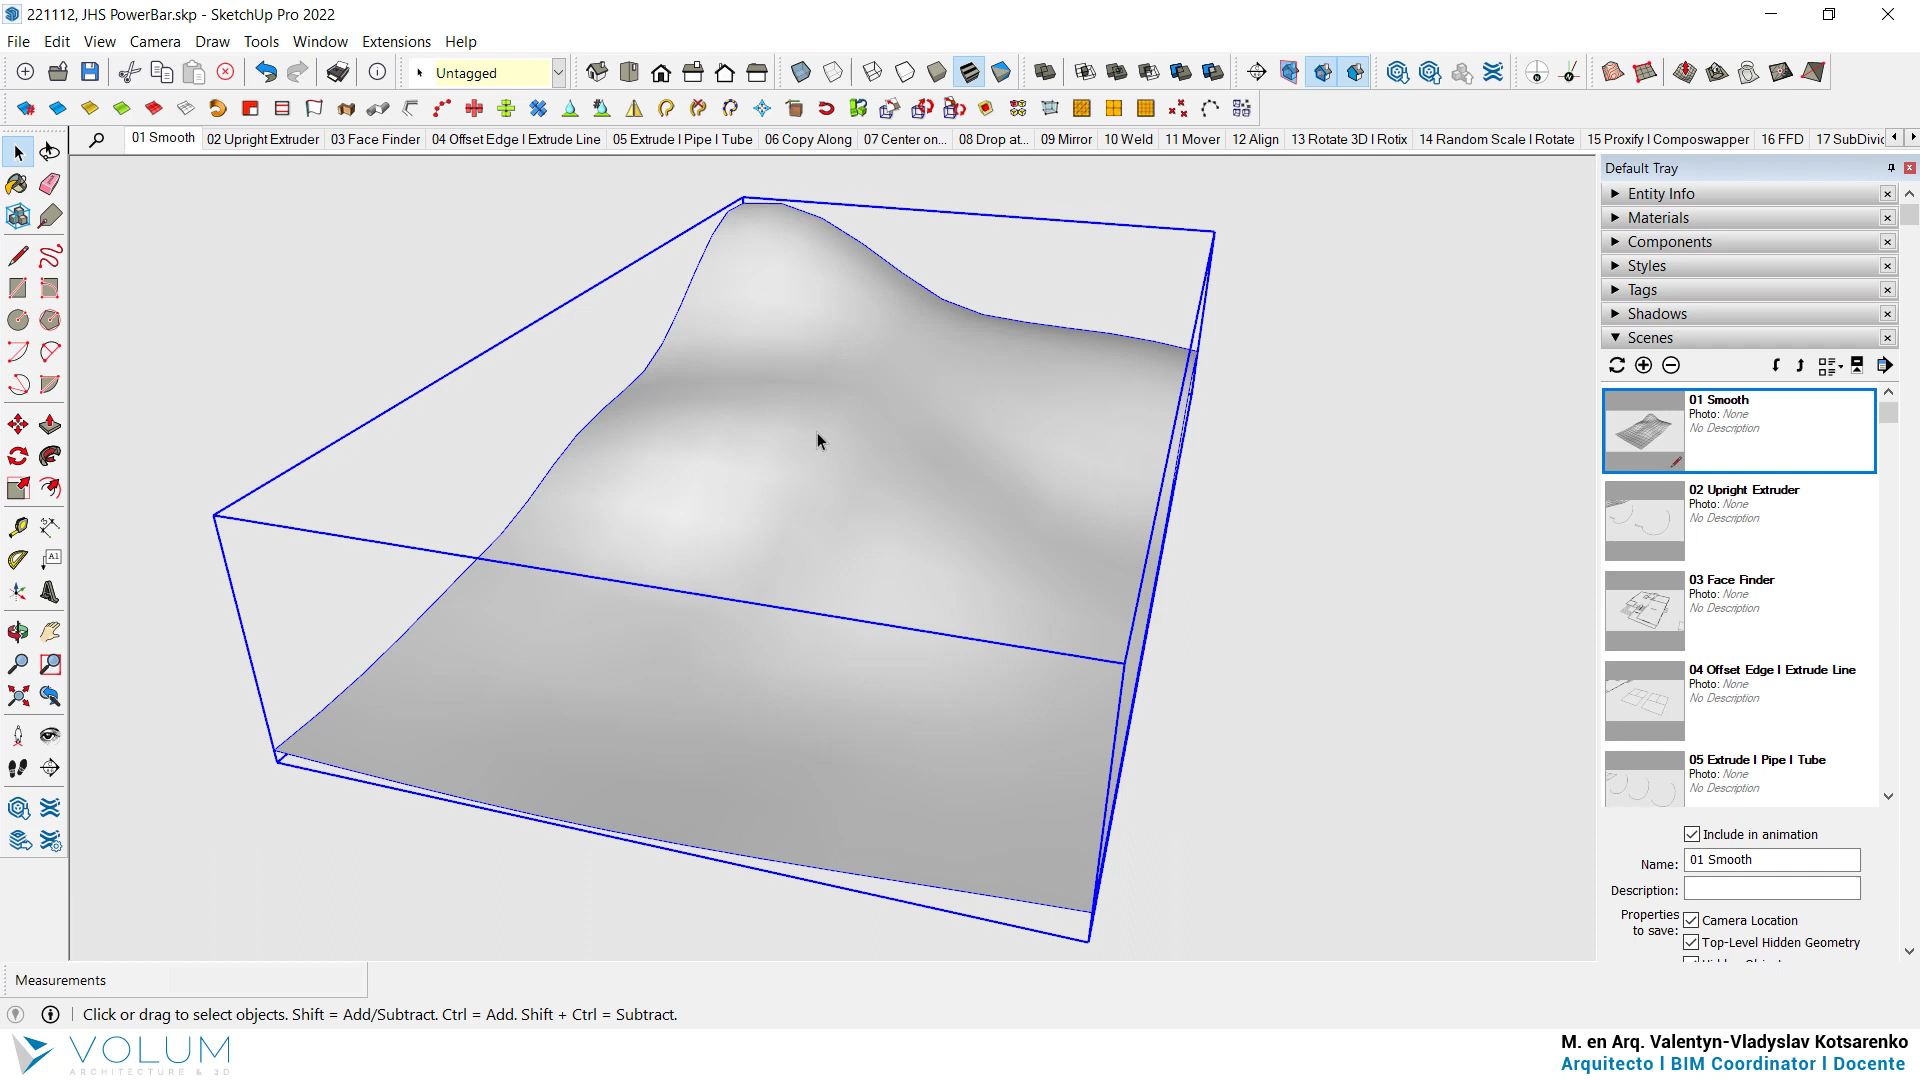 221112, JHS PowerBar.skp - SketchUp Pro 2022
File Edit View Camera Draw Tools Window Extensions Help
Untagged
01 Smooth 02 Upright Extruder 03 Face Finder 04 Offset Edge I Extrude Line 05 Extrude I Pipe I Tube 06 Copy Along 07 Center on... 08 Drop at... 09 Mirror 10 Weld 11 Mover 12 Align 13 Rotate 3D I Rotix 14 Random Scale I Rotate 15 Proxify I Composwapper 16 FFD 17 SubDivi
Default Tray
Entity Info
Materials
Components
Styles
Tags
Shadows
Scenes
01 Smooth
Photo: None
No Description
02 Upright Extruder
Photo: None
No Description
03 Face Finder
Photo: None
No Description
04 Offset Edge I Extrude Line
Photo: None
No Description
05 Extrude I Pipe I Tube
Photo: None
No Description
Include in animation
Name: 01 Smooth
Description:
Properties to save:
Camera Location
Top-Level Hidden Geometry
A1
Measurements
Click or drag to select objects. Shift = Add/Subtract. Ctrl = Add. Shift + Ctrl = Subtract.
VOLUM
ARCHITECTURE & 3D
M. en Arq. Valentyn-Vladyslav Kotsarenko
Arquitecto I BIM Coordinator I Docente